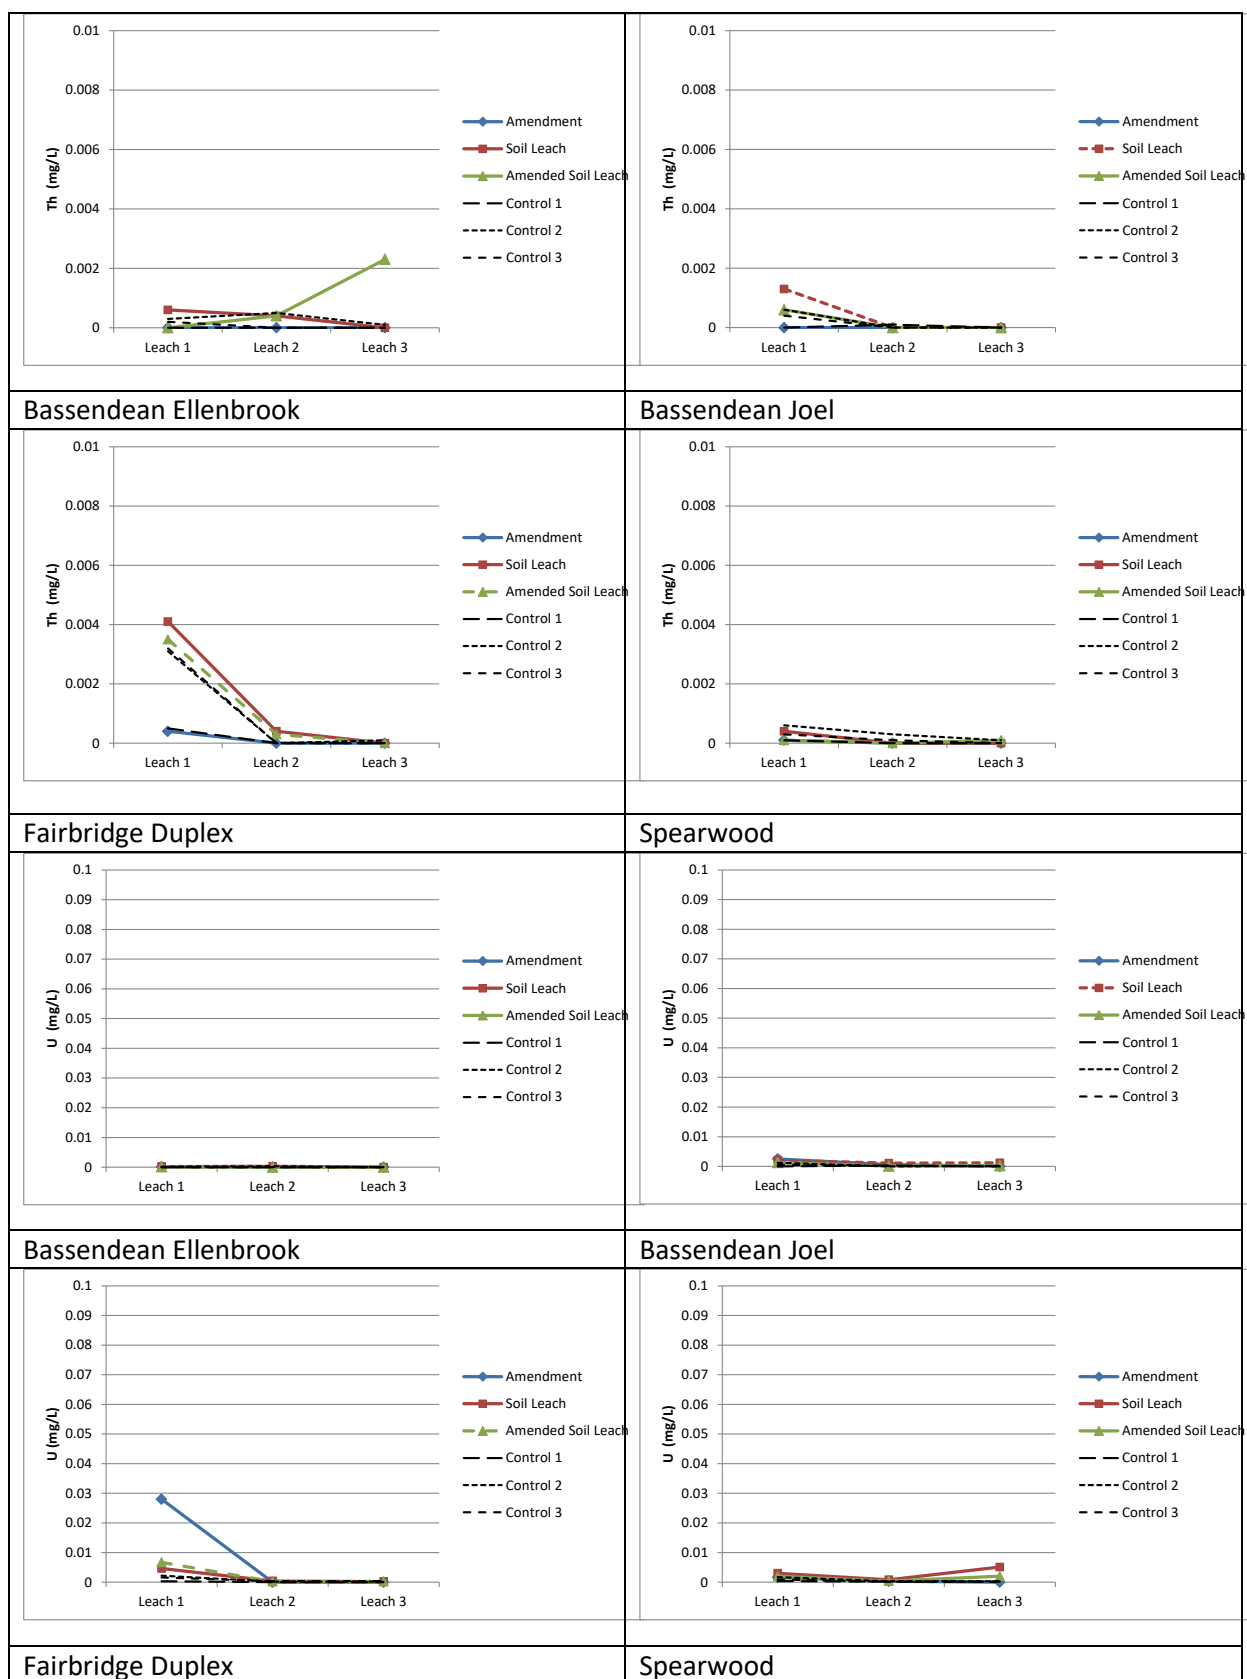 0.01
0.008
0.006
0.004
0.002
0
Th (mg/L)
Leach 1 Leach 2 Leach 3
Amendment
Soil Leach
Amended Soil Leach
Control 1
Control 2
Control 3
0.01
0.008
0.006
0.004
0.002
0
Th (mg/L)
Leach 1 Leach 2 Leach 3
Amendment
Soil Leach
Amended Soil Leach
Control 1
Control 2
Control 3
Bassendean Ellenbrook
Bassendean Joel
0.01
0.008
0.006
0.004
0.002
0
Th (mg/L)
Leach 1 Leach 2 Leach 3
Amendment
Soil Leach
Amended Soil Leach
Control 1
Control 2
Control 3
0.01
0.008
0.006
0.004
0.002
0
Th (mg/L)
Leach 1 Leach 2 Leach 3
Amendment
Soil Leach
Amended Soil Leach
Control 1
Control 2
Control 3
Fairbridge Duplex
Spearwood
0.1
0.09
0.08
0.07
0.06
0.05
0.04
0.03
0.02
0.01
0
U (mg/L)
Leach 1 Leach 2 Leach 3
Amendment
Soil Leach
Amended Soil Leach
Control 1
Control 2
Control 3
0.1
0.09
0.08
0.07
0.06
0.05
0.04
0.03
0.02
0.01
0
U (mg/L)
Leach 1 Leach 2 Leach 3
Amendment
Soil Leach
Amended Soil Leach
Control 1
Control 2
Control 3
Bassendean Ellenbrook
Bassendean Joel
0.1
0.09
0.08
0.07
0.06
0.05
0.04
0.03
0.02
0.01
0
U (mg/L)
Leach 1 Leach 2 Leach 3
Amendment
Soil Leach
Amended Soil Leach
Control 1
Control 2
Control 3
0.1
0.09
0.08
0.07
0.06
0.05
0.04
0.03
0.02
0.01
0
U (mg/L)
Leach 1 Leach 2 Leach 3
Amendment
Soil Leach
Amended Soil Leach
Control 1
Control 2
Control 3
Fairbridge Duplex
Spearwood